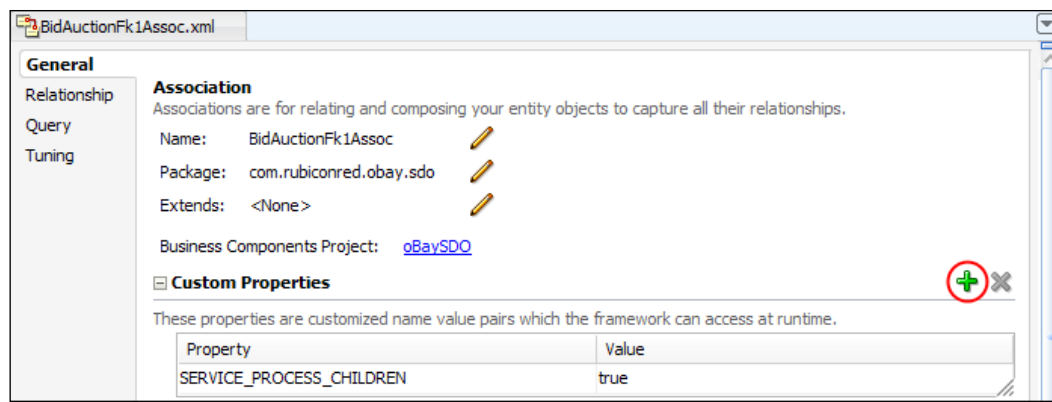 BidAuctionFk1Assoc.xml
General
Relationship
Query
Tuning
Association
Associations are for relating and composing your entity objects to capture all their relationships.
Name: BidAuctionFk1Assoc
Package: com.rubiconred.obay.sdo
Extends: <None>
Business Components Project: oBaySDO
Custom Properties
These properties are customized name value pairs which the framework can access at runtime.
Property Value
SERVICE_PROCESS_CHILDREN true